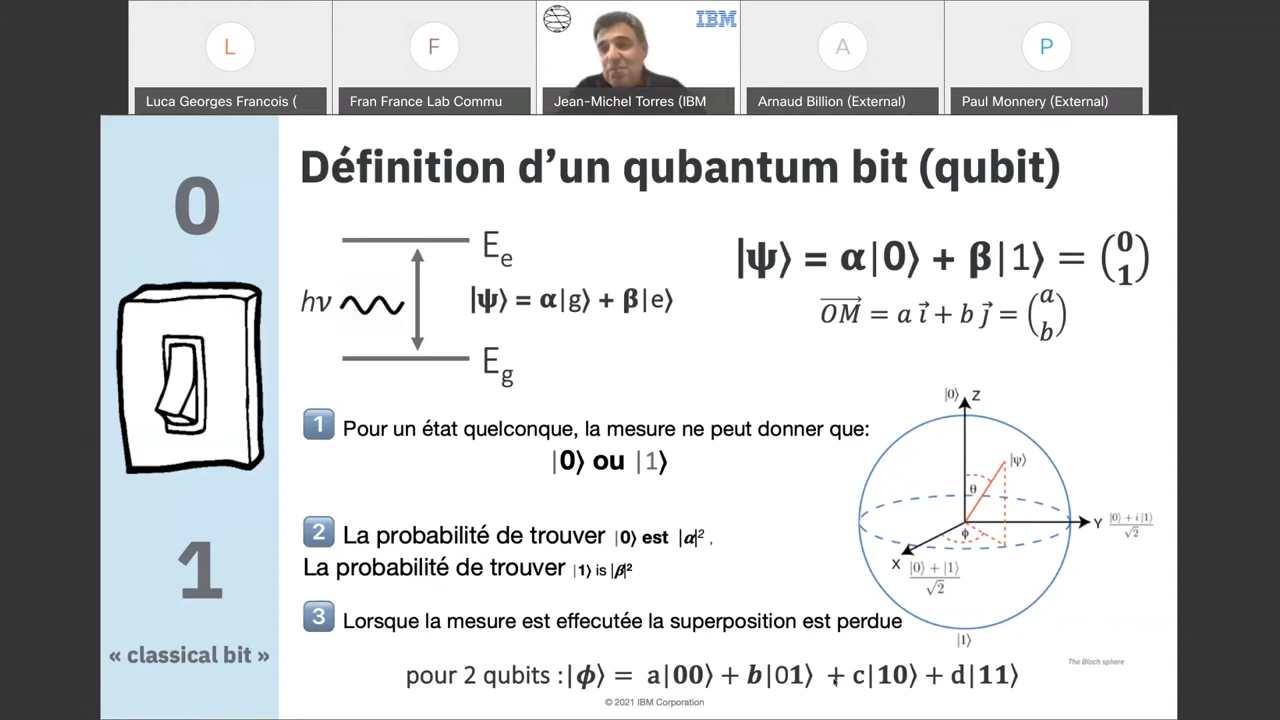 L
F
IBM
A
P
Luca Georges Francois (
Fran France Lab Commu
Jean-Michel Torres (IBM
Arnaud Billion (External)
Paul Monnery (External)
0
1
« classical bit »
Définition d’un qubantum bit (qubit)
E_e
hν
|ψ⟩ = α|g⟩ + β|e⟩
E_g
|ψ⟩ = α|0⟩ + β|1⟩ = (0 1)
OM = a i + b j = (a b)
1 Pour un état quelconque, la mesure ne peut donner que:
|0⟩ ou |1⟩
2 La probabilité de trouver |0⟩ est |α|² ,
La probabilité de trouver |1⟩ is |β|²
3 Lorsque la mesure est effecutée la superposition est perdue
|0⟩ Z
|ψ⟩
θ
ϕ
Y |0⟩ + i|1⟩ / √2
X |0⟩ + |1⟩ / √2
|1⟩
The Bloch sphere
pour 2 qubits : |ϕ⟩ = a|00⟩ + b|01⟩ + c|10⟩ + d|11⟩
© 2021 IBM Corporation